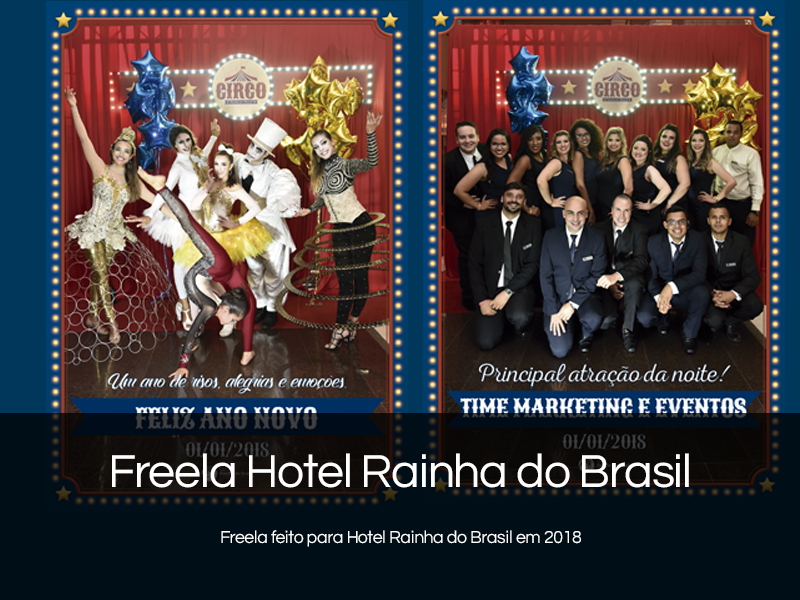 CIRCO
CIRCO
Um ano de risos, alegrias e emoções.
FELIZ ANO NOVO
01/01/2018
Principal atração da noite!
TIME MARKETING E EVENTOS
01/01/2018
Freela Hotel Rainha do Brasil
Freela feito para Hotel Rainha do Brasil em 2018